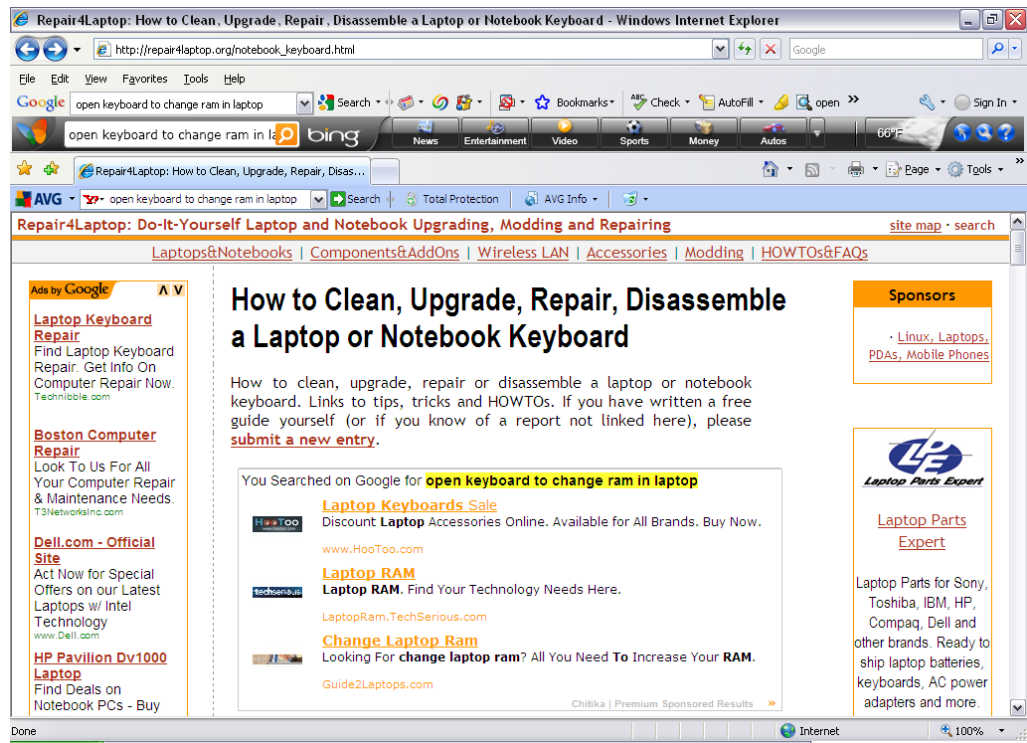 Repair4Laptop: How to Clean, Upgrade, Repair, Disassemble a Laptop or Notebook Keyboard - Windows Internet Explorer
http://repair4laptop.org/notebook_keyboard.html
Google
File Edit View Favorites Tools Help
Google open keyboard to change ram in laptop Search Bookmarks ABC Check AutoFill open » Sign In
open keyboard to change ram in la bing News Entertainment Video Sports Money Autos 66°F
Repair4Laptop: How to Clean, Upgrade, Repair, Disas... Page Tools »
AVG Y? open keyboard to change ram in laptop Search Total Protection AVG Info
Repair4Laptop: Do-It-Yourself Laptop and Notebook Upgrading, Modding and Repairing site map · search
Laptops&Notebooks | Components&AddOns | Wireless LAN | Accessories | Modding | HOWTOs&FAQs
Ads by Google
Laptop Keyboard
Repair
Find Laptop Keyboard
Repair. Get Info On
Computer Repair Now.
Technibble.com
Boston Computer
Repair
Look To Us For All
Your Computer Repair
& Maintenance Needs.
T3NetworksInc.com
Dell.com - Official
Site
Act Now for Special
Offers on our Latest
Laptops w/ Intel
Technology
www.Dell.com
HP Pavilion Dv1000
Laptop
Find Deals on
Notebook PCs - Buy
How to Clean, Upgrade, Repair, Disassemble
a Laptop or Notebook Keyboard
How to clean, upgrade, repair or disassemble a laptop or notebook
keyboard. Links to tips, tricks and HOWTOs. If you have written a free
guide yourself (or if you know of a report not linked here), please
submit a new entry.
You Searched on Google for open keyboard to change ram in laptop
HooToo
Laptop Keyboards Sale
Discount Laptop Accessories Online. Available for All Brands. Buy Now.
www.HooToo.com
techserious
Laptop RAM
Laptop RAM. Find Your Technology Needs Here.
LaptopRam.TechSerious.com
Change Laptop Ram
Looking For change laptop ram? All You Need To Increase Your RAM.
Guide2Laptops.com
Chitika | Premium Sponsored Results »
Sponsors
· Linux, Laptops,
PDAs, Mobile Phones
LPE
Laptop Parts Expert
Laptop Parts
Expert
Laptop Parts for Sony,
Toshiba, IBM, HP,
Compaq, Dell and
other brands. Ready to
ship laptop batteries,
keyboards, AC power
adapters and more.
Done Internet 100%